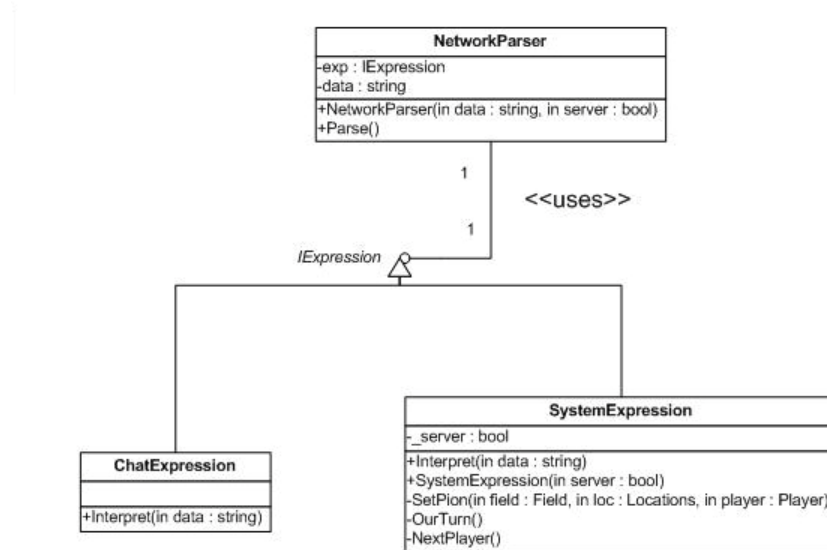 NetworkParser
-exp : IExpression
-data : string
+NetworkParser(in data : string, in server : bool)
+Parse()
1
<<uses>>
1
IExpression
SystemExpression
-_server : bool
+Interpret(in data : string)
+SystemExpression(in server : bool)
-SetPion(in field : Field, in loc : Locations, in player : Player)
-OurTurn()
-NextPlayer()
ChatExpression
+Interpret(in data : string)